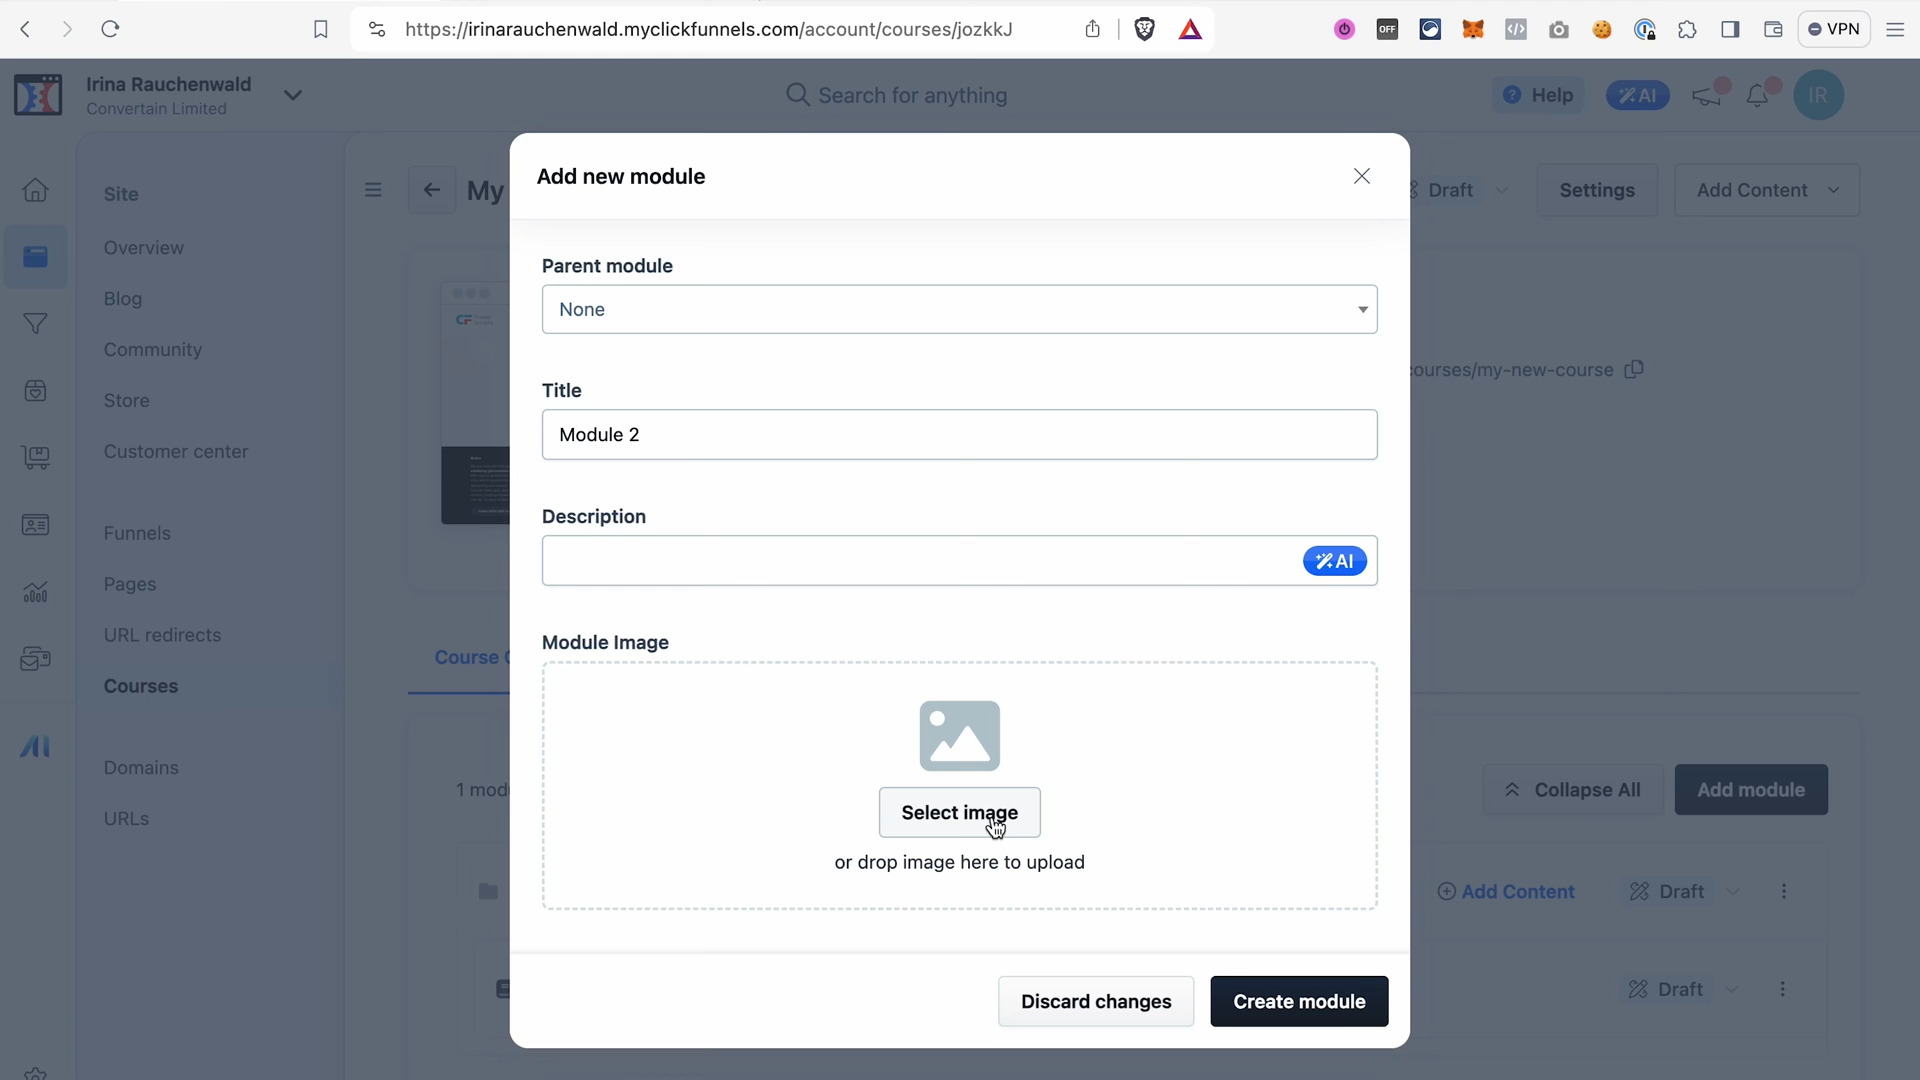 https://irinarauchenwald.myclickfunnels.com/account/courses/jozkkJ
OFF
VPN
Irina Rauchenwald
Convertain Limited
Search for anything
Help
AI
IR
Site
Overview
Blog
Community
Store
Customer center
Funnels
Pages
URL redirects
Courses
Domains
URLs
My
Draft
Settings
Add Content
CF
courses/my-new-course
Course
1 mod
Collapse All
Add module
Add Content
Draft
Draft
Add new module
Parent module
None
Title
Module 2
Description
AI
Module Image
Select image
or drop image here to upload
Discard changes
Create module